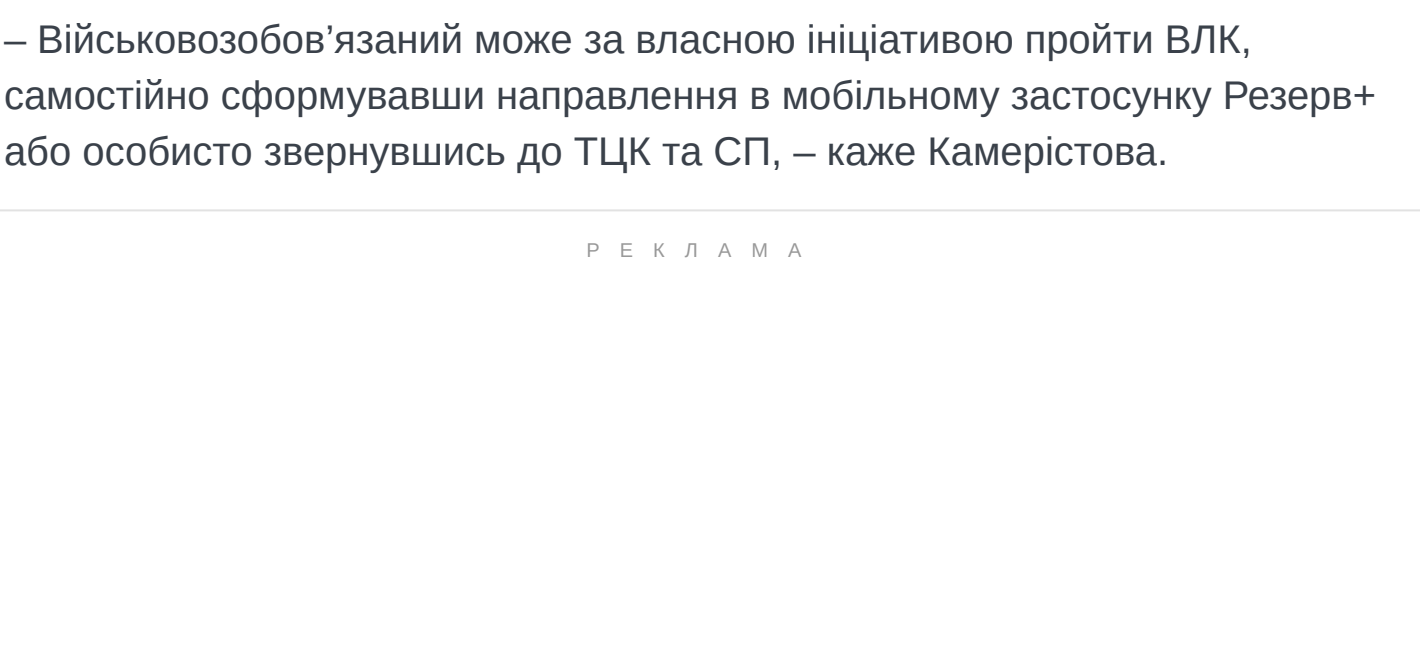 – Військовозобов’язаний може за власною ініціативою пройти ВЛК,
самостійно сформувавши направлення в мобільному застосунку Резерв+
або особисто звернувшись до ТЦК та СП, – каже Камерістова.
РЕКЛАМА